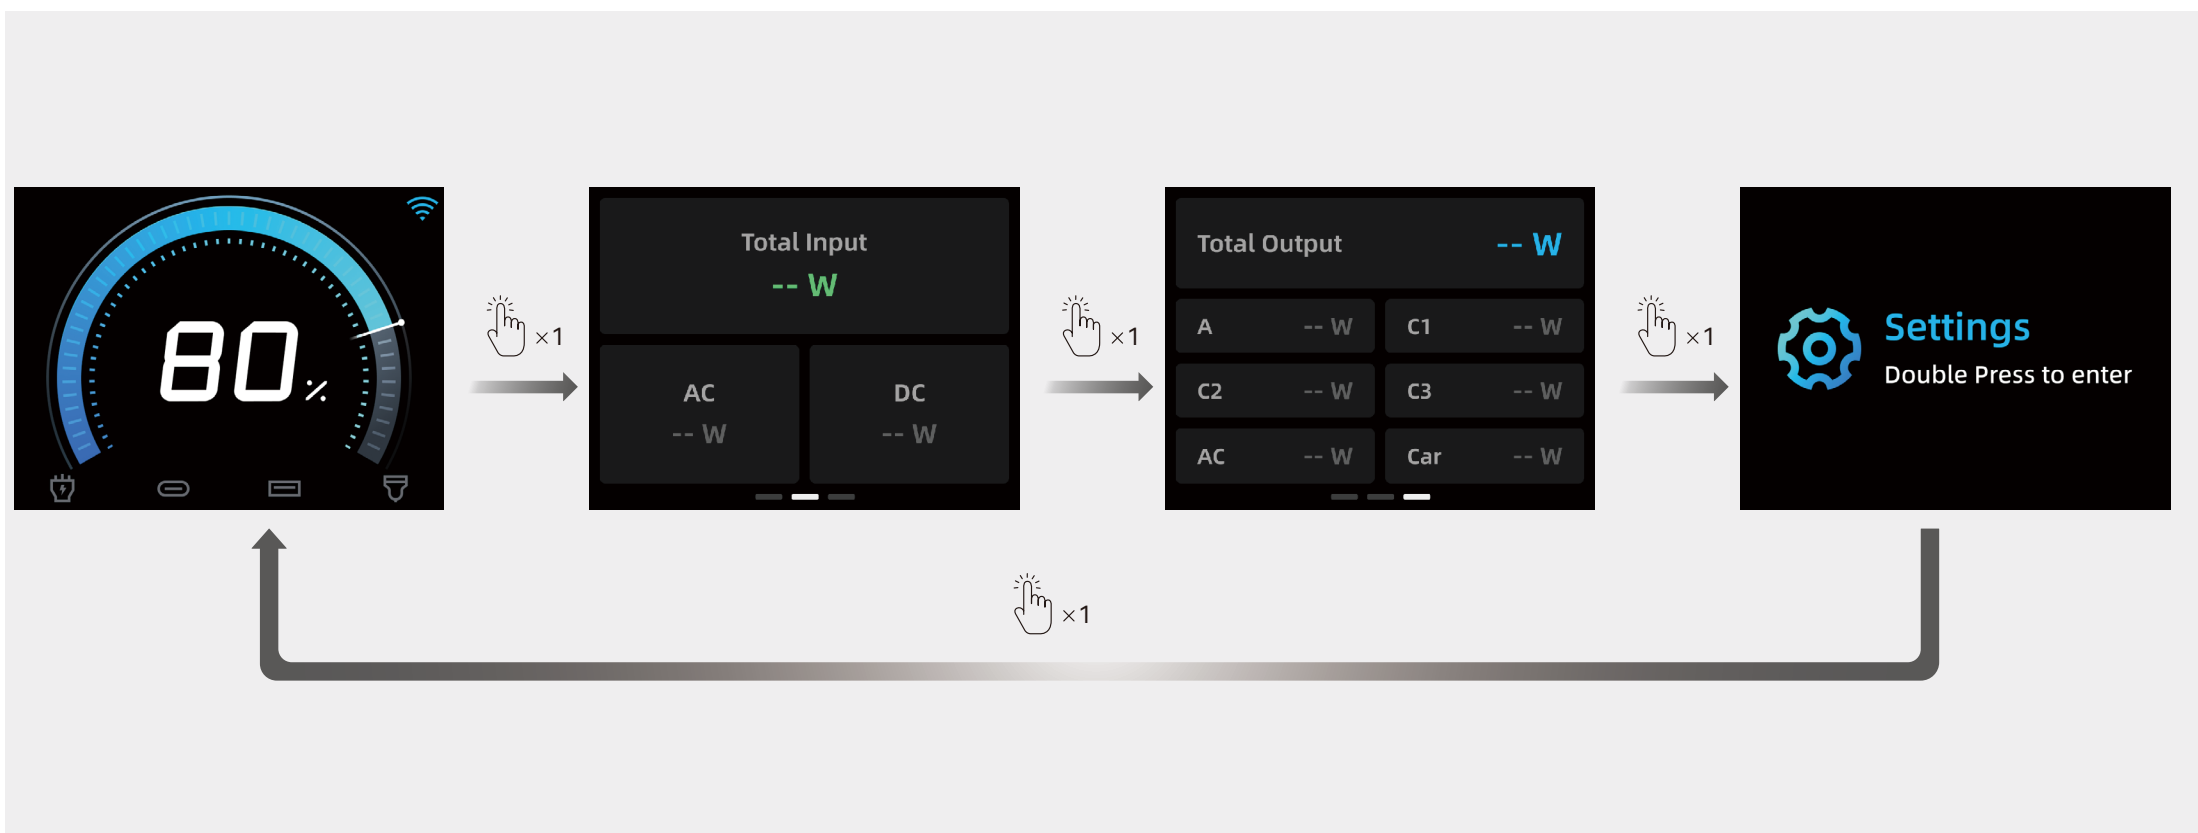 80%
×1
Total Input
-- W
AC
-- W
DC
-- W
×1
Total Output -- W
A -- W
C1 -- W
C2 -- W
C3 -- W
AC -- W
Car -- W
×1
Settings
Double Press to enter
×1